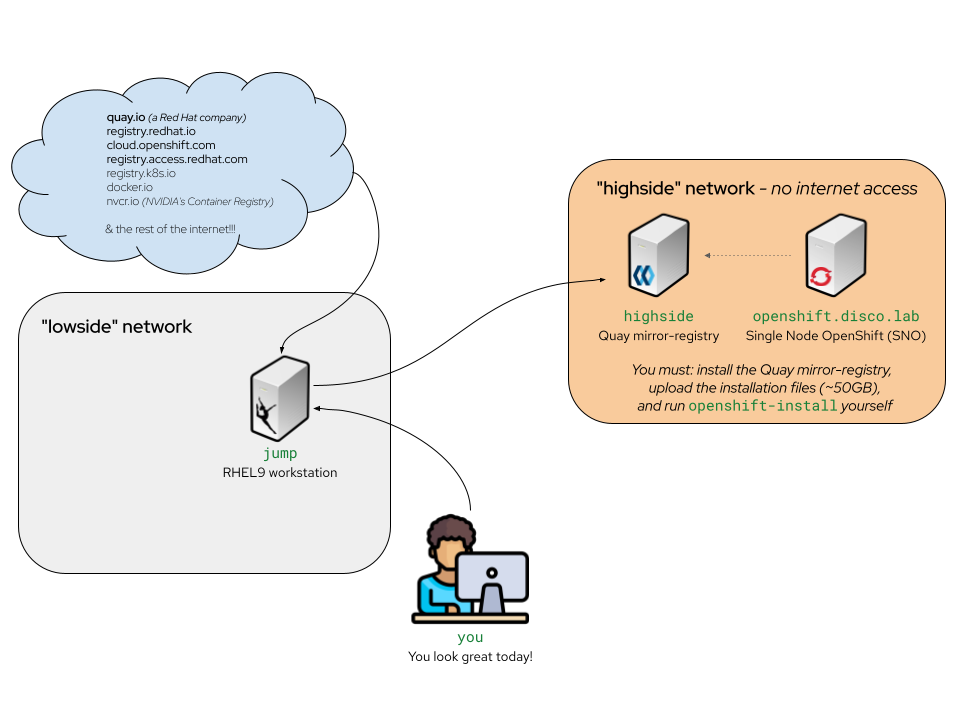 quay.io (a Red Hat company)
registry.redhat.io
cloud.openshift.com
registry.access.redhat.com
registry.k8s.io
docker.io
nvcr.io (NVIDIA's Container Registry)
& the rest of the internet!!!
"highside" network - no internet access
highside
Quay mirror-registry
openshift.disco.lab
Single Node OpenShift (SNO)
You must: install the Quay mirror-registry,
upload the installation files (~50GB),
and run openshift-install yourself
"lowside" network
jump
RHEL9 workstation
you
You look great today!